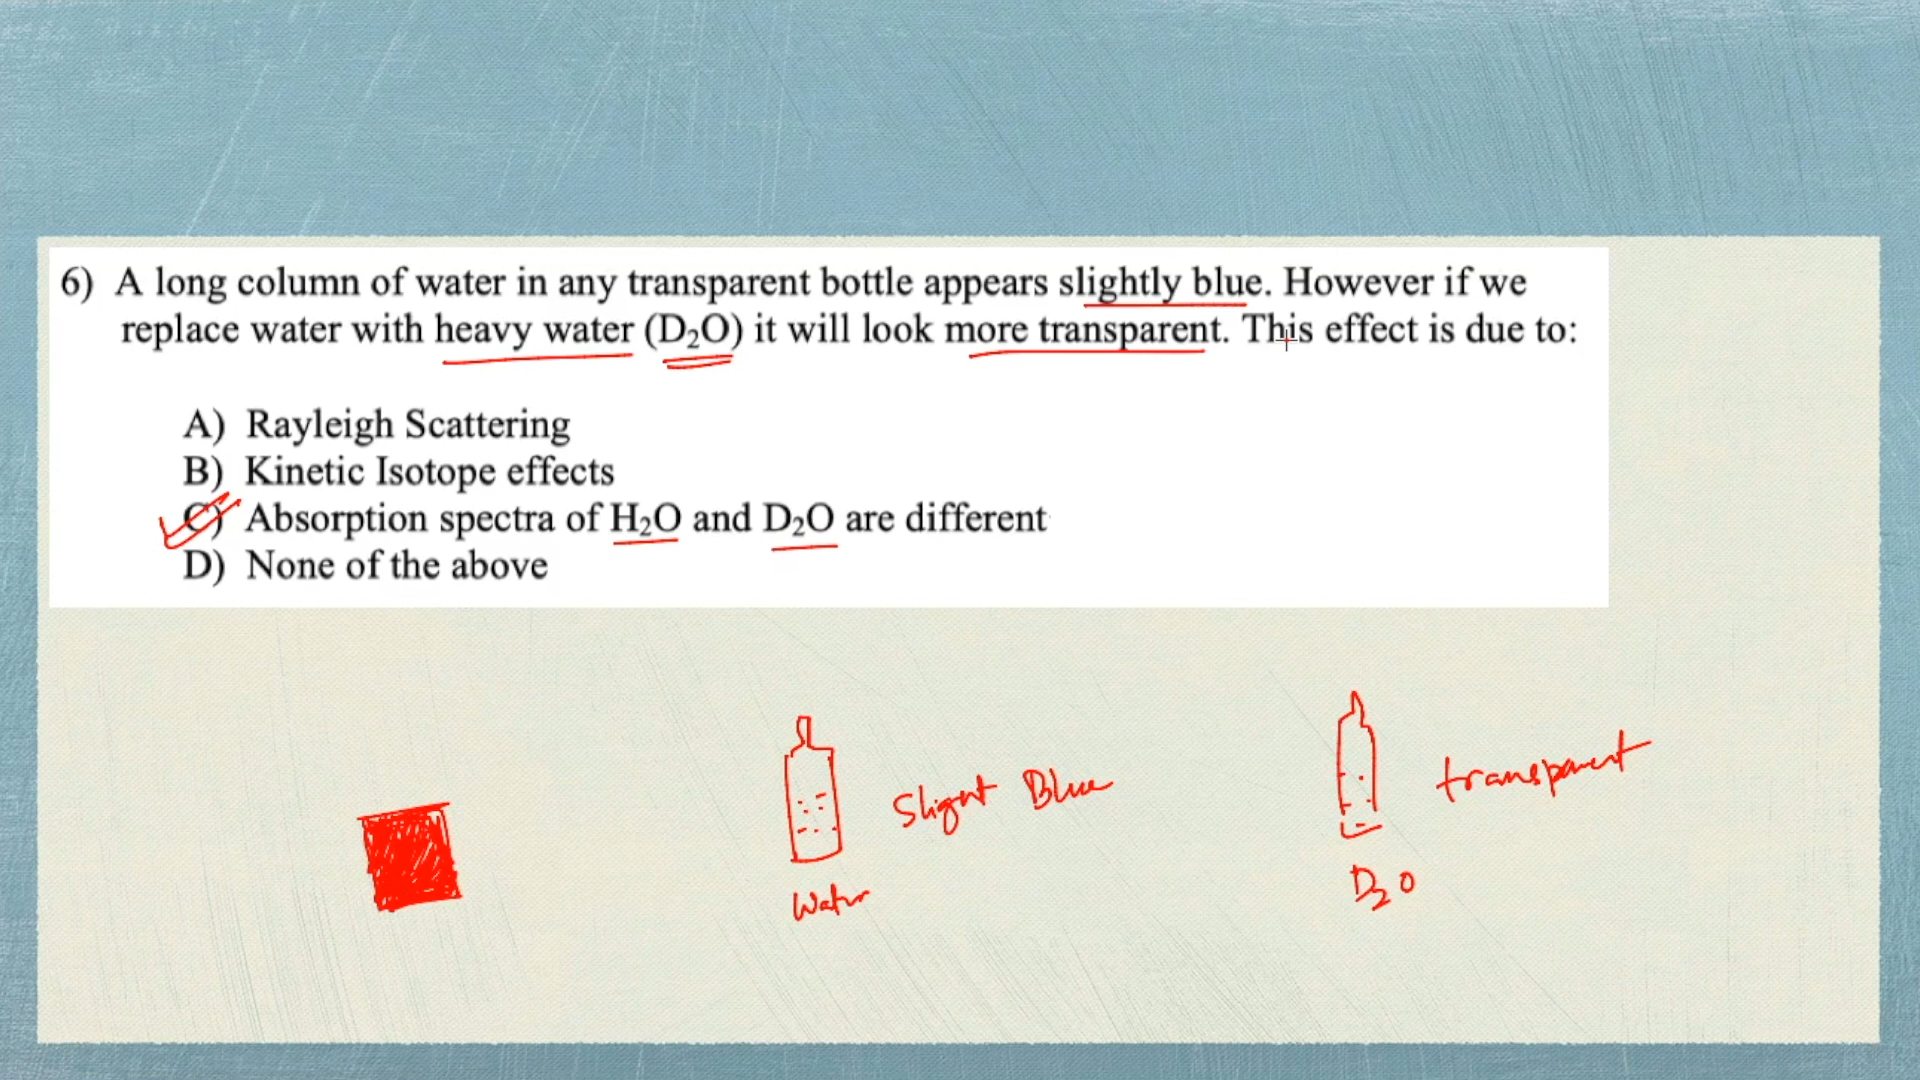 6) A long column of water in any transparent bottle appears slightly blue. However if we
replace water with heavy water (D₂O) it will look more transparent. This effect is due to:
A) Rayleigh Scattering
B) Kinetic Isotope effects
C) Absorption spectra of H₂O and D₂O are different
D) None of the above
Slight Blue
transparent
Water
D₂O